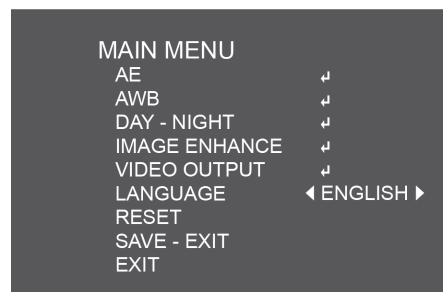 MAIN MENU
AE ↲
AWB ↲
DAY - NIGHT ↲
IMAGE ENHANCE ↲
VIDEO OUTPUT ↲
LANGUAGE ◀ ENGLISH ▶
RESET
SAVE - EXIT
EXIT